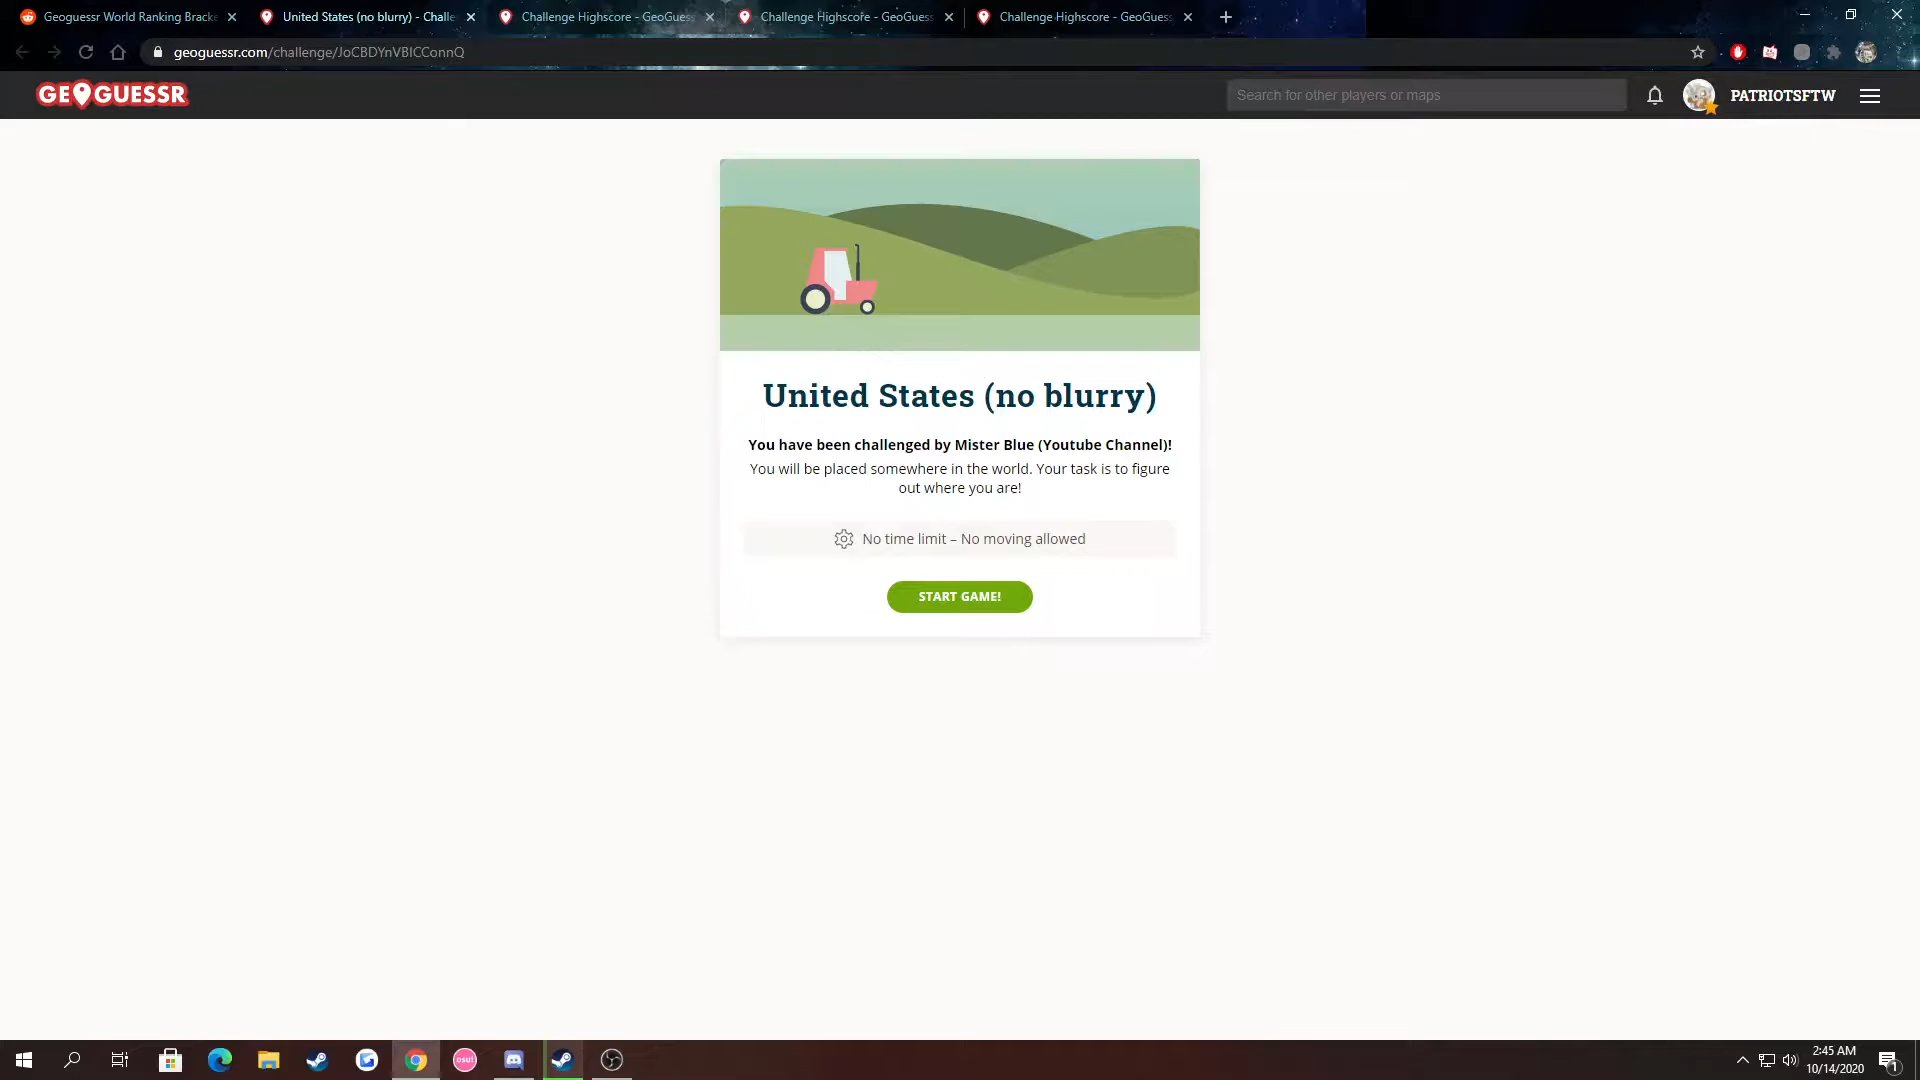 Geoguessr World Ranking Bracke
United States (no blurry) - Challe
Challenge Highscore - GeoGuess
Challenge Highscore - GeoGuess
Challenge Highscore - GeoGuess
geoguessr.com/challenge/JoCBDYnVBICConnQ
GEOGUESSR
Search for other players or maps
PATRIOTSFTW
United States (no blurry)
You have been challenged by Mister Blue (Youtube Channel)!
You will be placed somewhere in the world. Your task is to figure
out where you are!
No time limit – No moving allowed
START GAME!
osu!
2:45 AM
10/14/2020
1